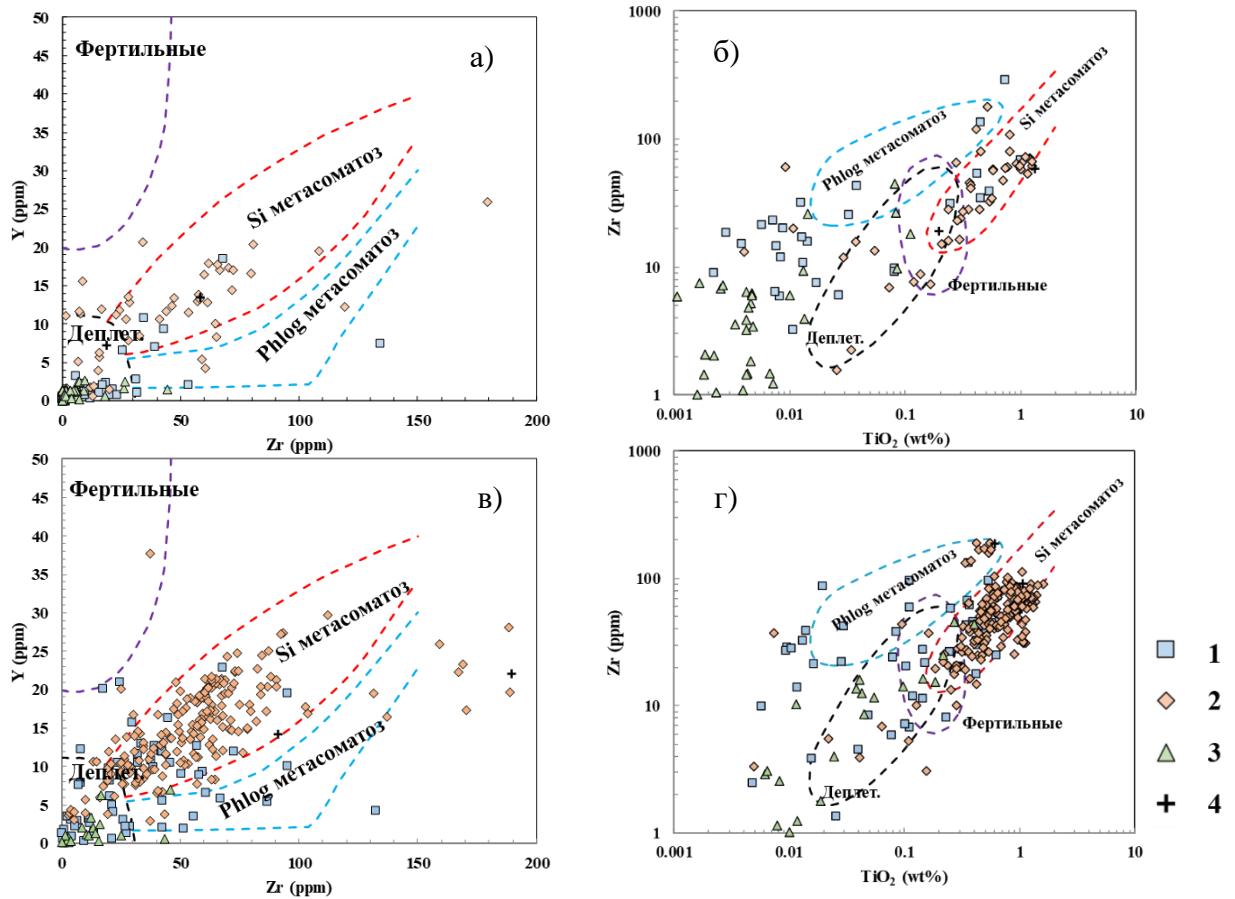 а)
50
45
40
35
30
25
20
15
10
5
0
Y (ppm)
Фертильные
Si метасоматоз
Деплет.
Phlog метасоматоз
0
50
100
150
200
Zr (ppm)
б)
1000
100
10
1
Zr (ppm)
Phlog метасоматоз
Si метасоматоз
Фертильные
Деплет.
0.001
0.01
0.1
1
10
TiO₂ (wt%)
в)
50
45
40
35
30
25
20
15
10
5
0
Y (ppm)
Фертильные
Si метасоматоз
Деплет.
Phlog метасоматоз
0
50
100
150
200
Zr (ppm)
г)
1000
100
10
1
Zr (ppm)
Phlog метасоматоз
Si метасоматоз
Фертильные
Деплет.
0.001
0.01
0.1
1
10
TiO₂ (wt%)
1
2
3
4